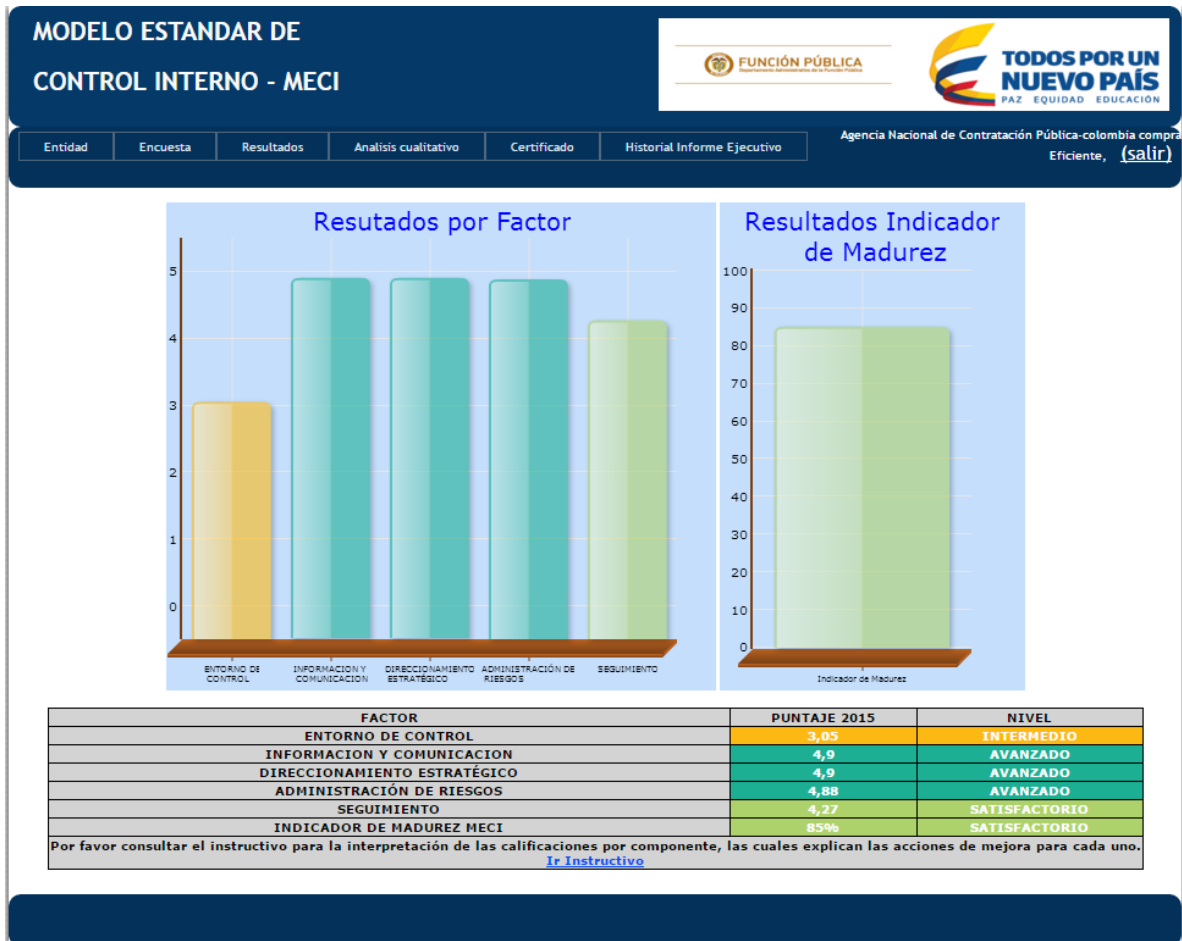 MODELO ESTANDAR DE
CONTROL INTERNO - MECI
FUNCIÓN PÚBLICA
Departamento Administrativo de la Función Pública
TODOS POR UN
NUEVO PAÍS
PAZ EQUIDAD EDUCACIÓN
Entidad
Encuesta
Resultados
Analisis cualitativo
Certificado
Historial Informe Ejecutivo
Agencia Nacional de Contratación Pública-colombia compra
Eficiente, (salir)
Resutados por Factor
5
4
3
2
1
0
ENTORNO DE
CONTROL
INFORMACION Y
COMUNICACION
DIRECCIONAMIENTO
ESTRATÉGICO
ADMINISTRACIÓN DE
RIESGOS
SEGUIMIENTO
Resultados Indicador
de Madurez
100
90
80
70
60
50
40
30
20
10
0
Indicador de Madurez
FACTOR PUNTAJE 2015 NIVEL
ENTORNO DE CONTROL 3,05 INTERMEDIO
INFORMACION Y COMUNICACION 4,9 AVANZADO
DIRECCIONAMIENTO ESTRATÉGICO 4,9 AVANZADO
ADMINISTRACIÓN DE RIESGOS 4,88 AVANZADO
SEGUIMIENTO 4,27 SATISFACTORIO
INDICADOR DE MADUREZ MECI 85% SATISFACTORIO
Por favor consultar el instructivo para la interpretación de las calificaciones por componente, las cuales explican las acciones de mejora para cada uno.
Ir Instructivo